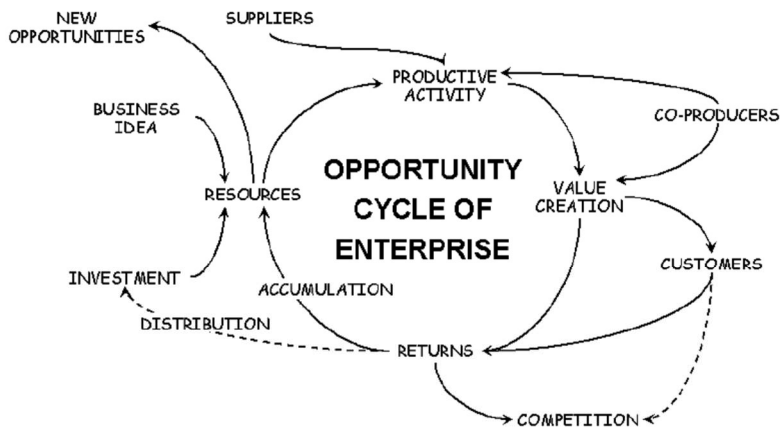 NEW
OPPORTUNITIES
SUPPLIERS
PRODUCTIVE
ACTIVITY
BUSINESS
IDEA
CO-PRODUCERS
OPPORTUNITY
CYCLE OF
ENTERPRISE
RESOURCES
VALUE
CREATION
INVESTMENT
ACCUMULATION
CUSTOMERS
DISTRIBUTION
RETURNS
COMPETITION